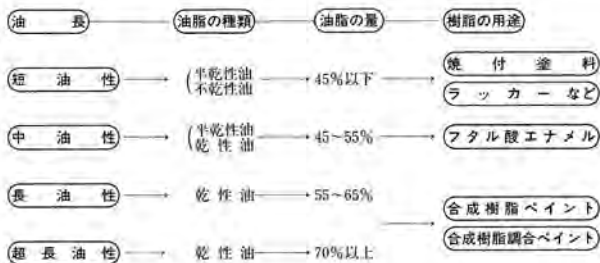 油長 油脂の種類 油脂の量 樹脂の用途
短油性 半乾性油 不乾性油 45%以下 焼付塗料 ラッカーなど
中油性 半乾性油 乾性油 45~55% フタル酸エナメル
長油性 乾性油 55~65%
合成樹脂ペイント
合成樹脂調合ペイント
超長油性 乾性油 70%以上